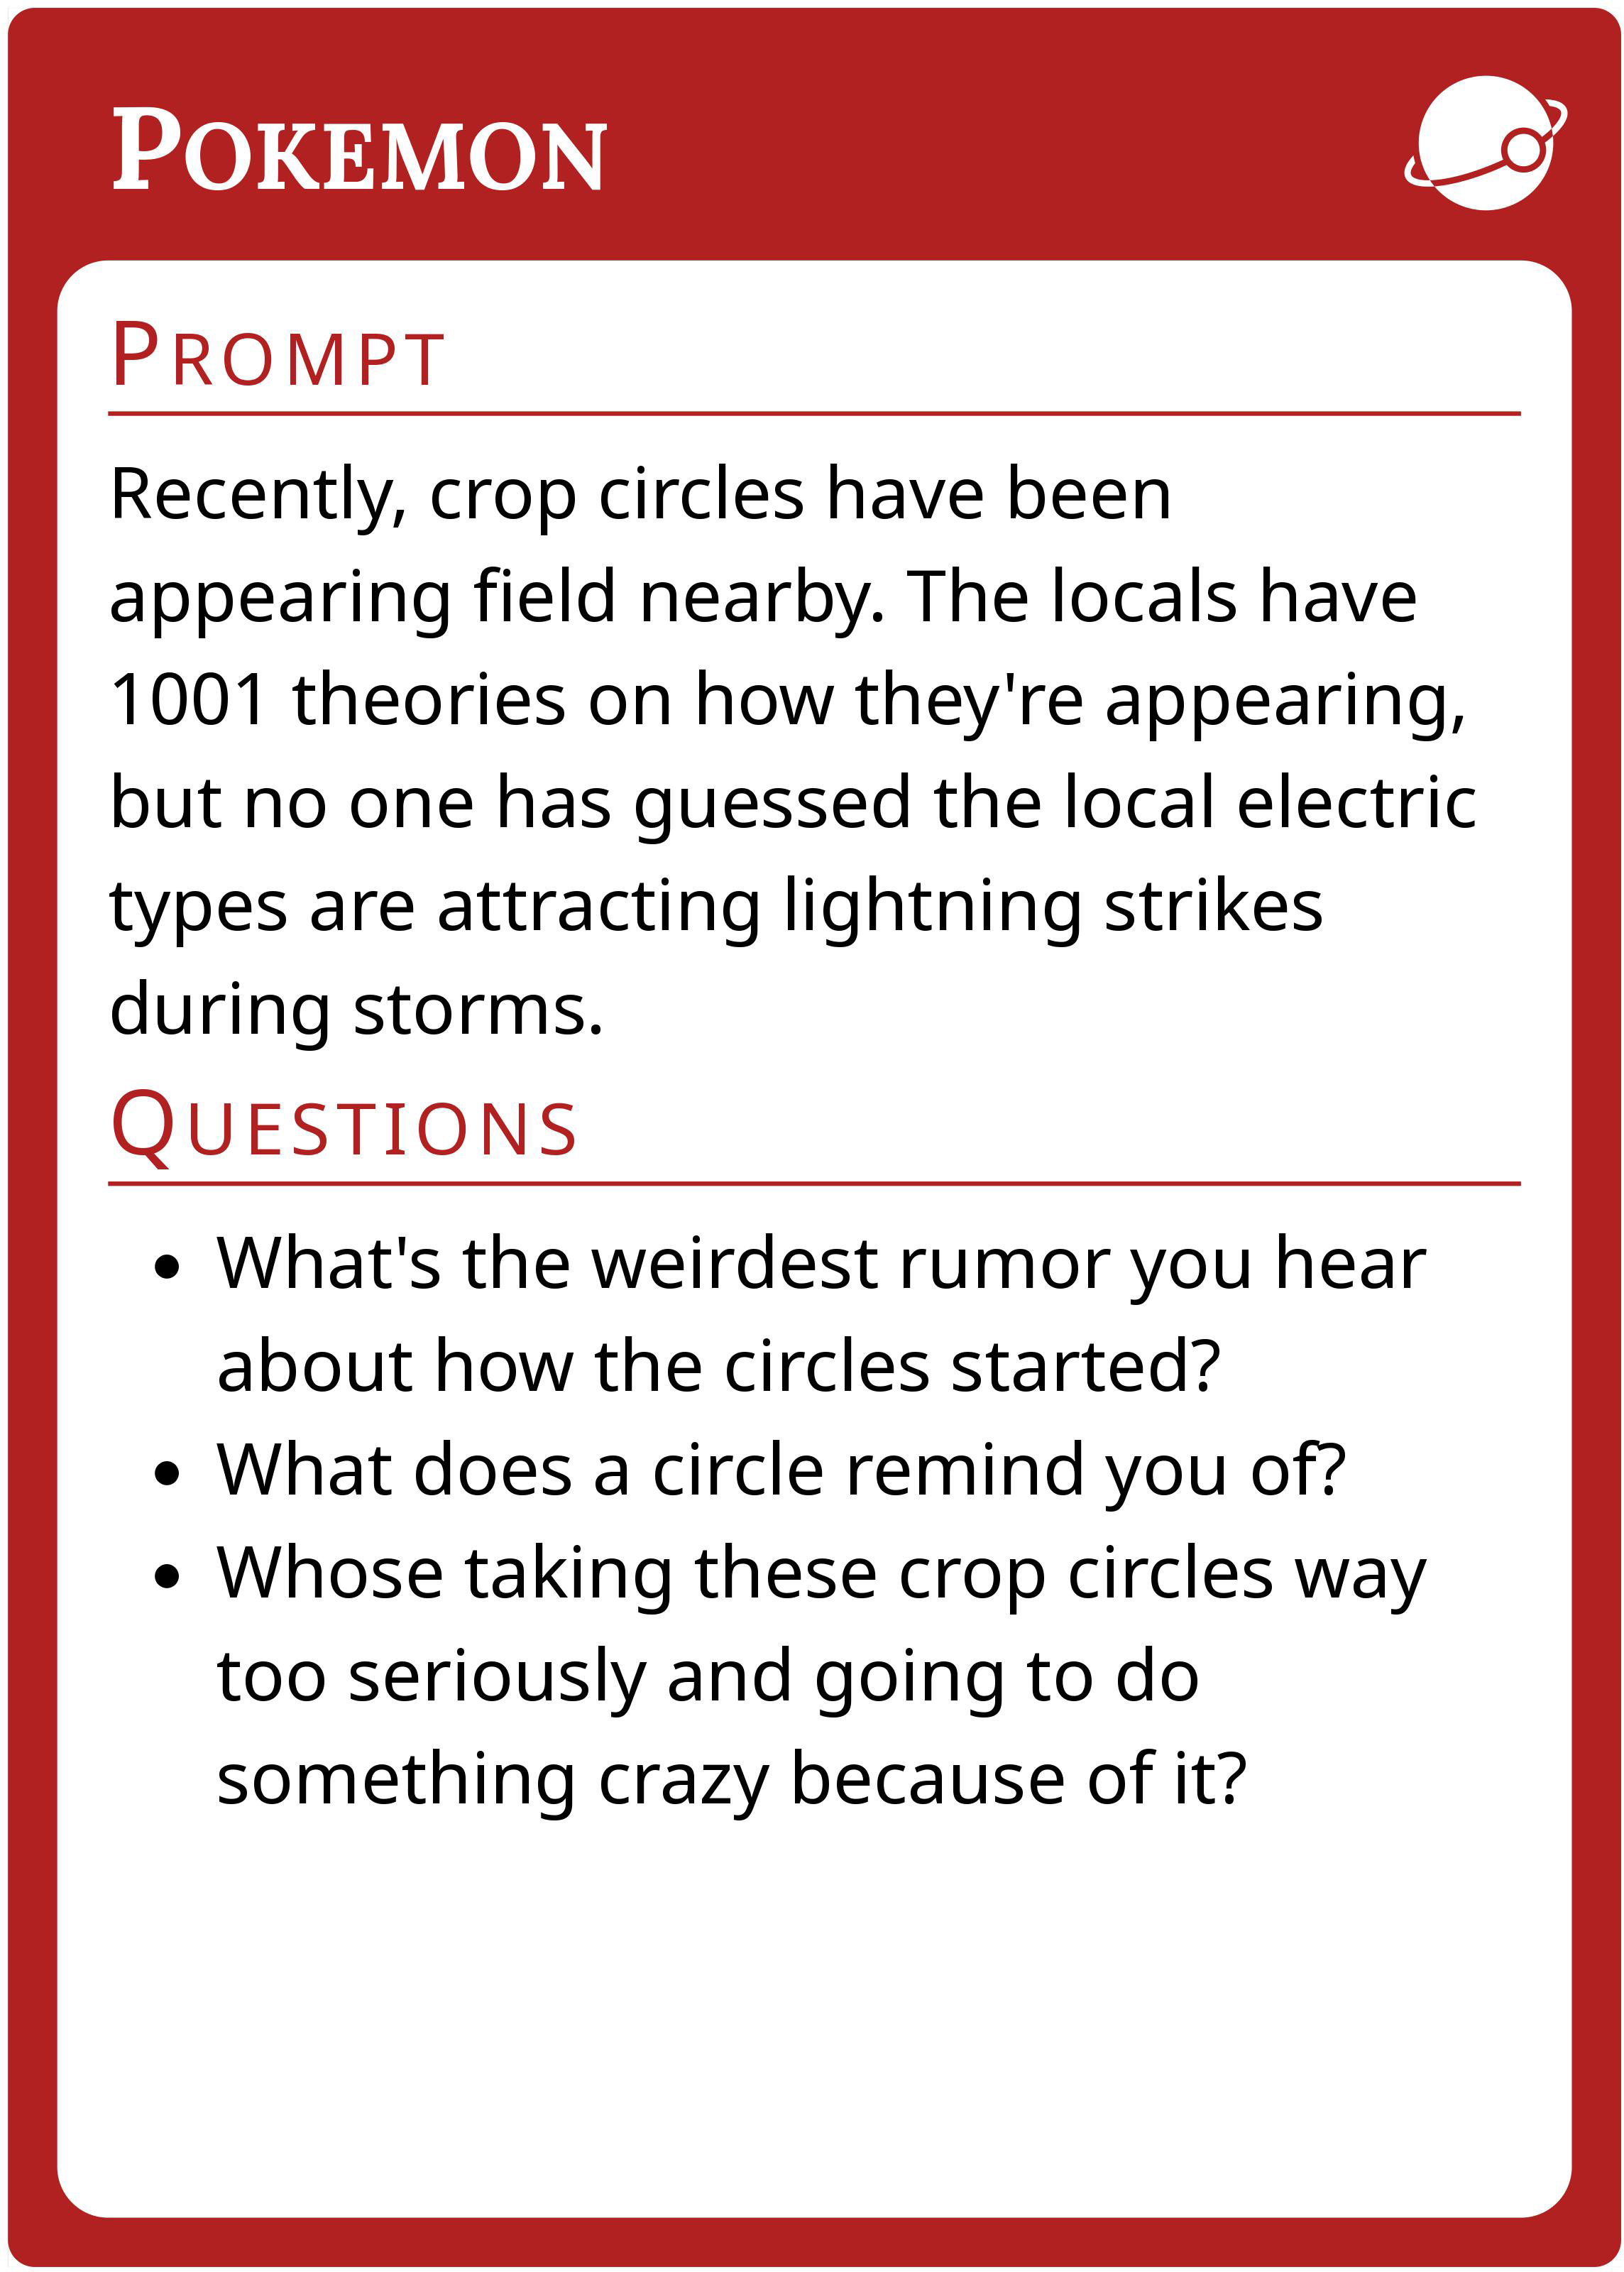 Pokemon
Prompt
Recently, crop circles have been
appearing field nearby. The locals have
1001 theories on how they're appearing,
but no one has guessed the local electric
types are attracting lightning strikes
during storms.
Questions
• What's the weirdest rumor you hear
about how the circles started?
• What does a circle remind you of?
• Whose taking these crop circles way
too seriously and going to do
something crazy because of it?